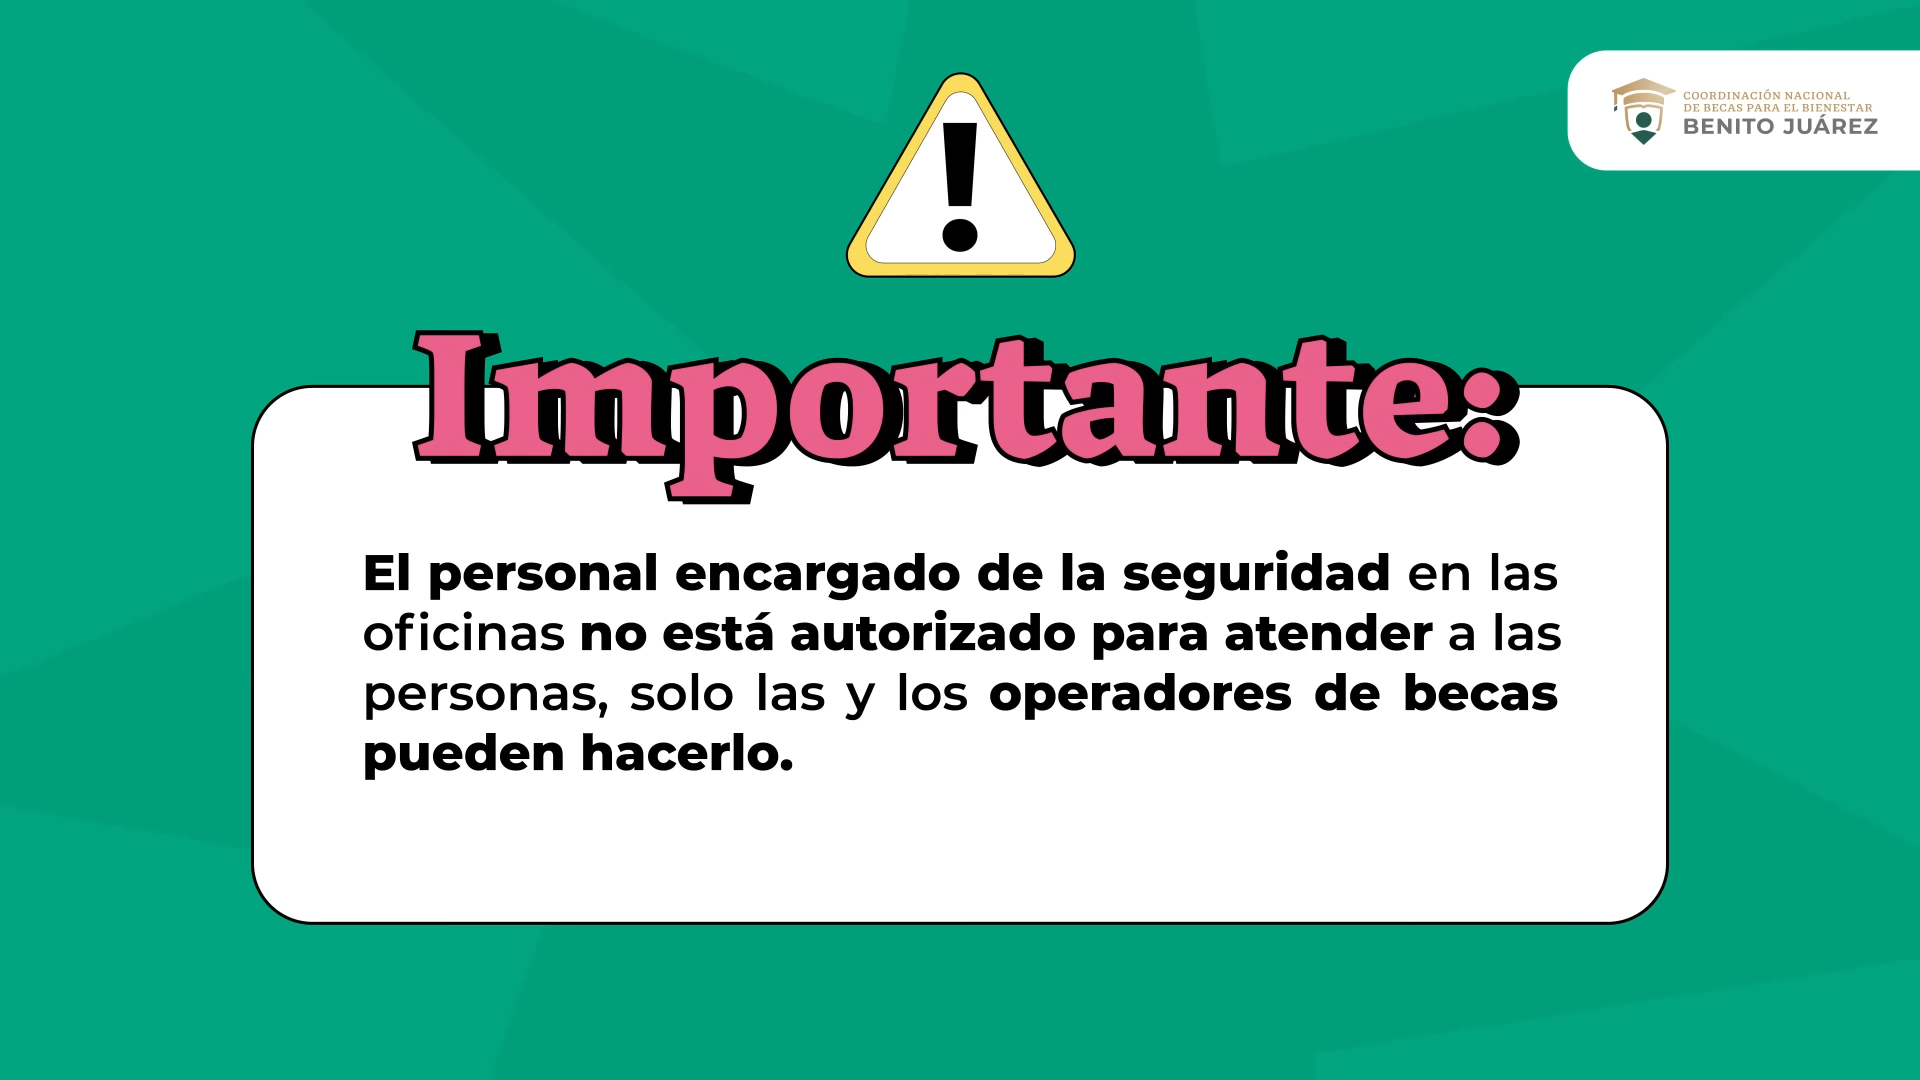 COORDINACIÓN NACIONAL
DE BECAS PARA EL BIENESTAR
BENITO JUÁREZ
!
Importante:
El personal encargado de la seguridad en las
oficinas no está autorizado para atender a las
personas, solo las y los operadores de becas
pueden hacerlo.